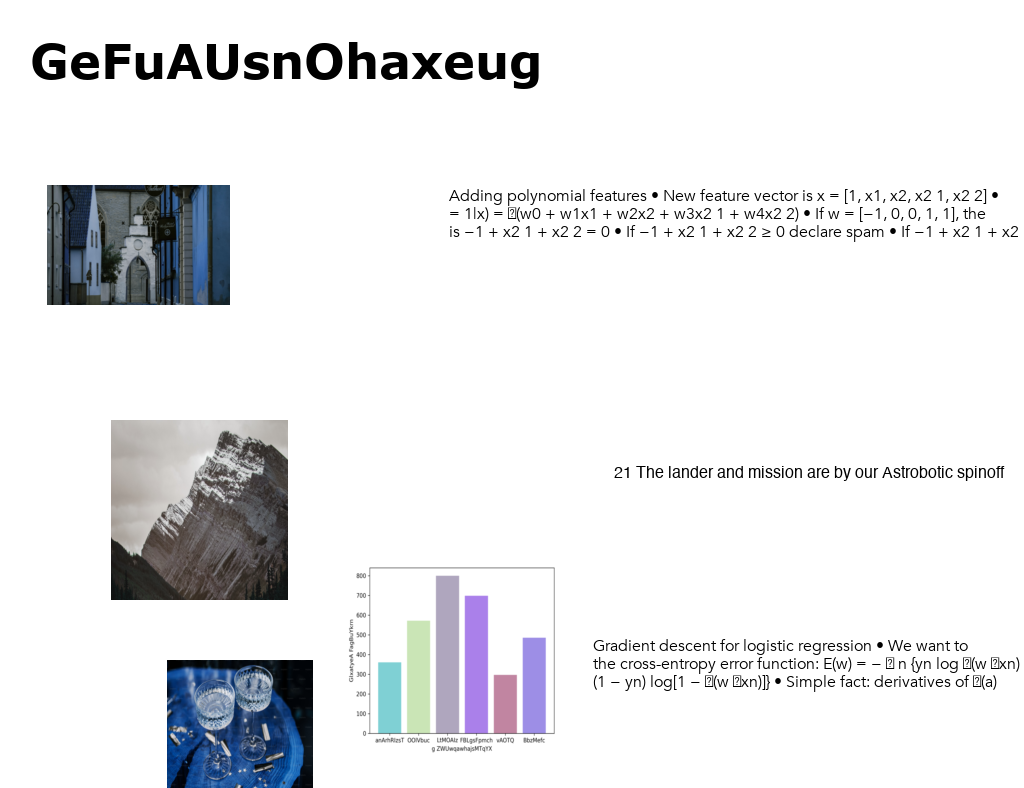 GeFuAUsnOhaxeug
Adding polynomial features • New feature vector is x = [1, x1, x2, x2 1, x2 2] •
= 1|x) = (w0 + w1x1 + w2x2 + w3x2 1 + w4x2 2) • If w = [−1, 0, 0, 1, 1], the
is −1 + x2 1 + x2 2 = 0 • If −1 + x2 1 + x2 2 ≥ 0 declare spam • If −1 + x2 1 + x2
21 The lander and mission are by our Astrobotic spinoff
800
700
600
500
400
300
200
100
0
anArhRlzsT OOlVbuc LtMOAlz FBLgsFpmch vAOTQ BbzMefc
g ZWUwqawhajsMTqYX
Gradient descent for logistic regression • We want to
the cross-entropy error function: E(w) = − n {yn log (w xn)
(1 − yn) log[1 − (w xn)]} • Simple fact: derivatives of (a)